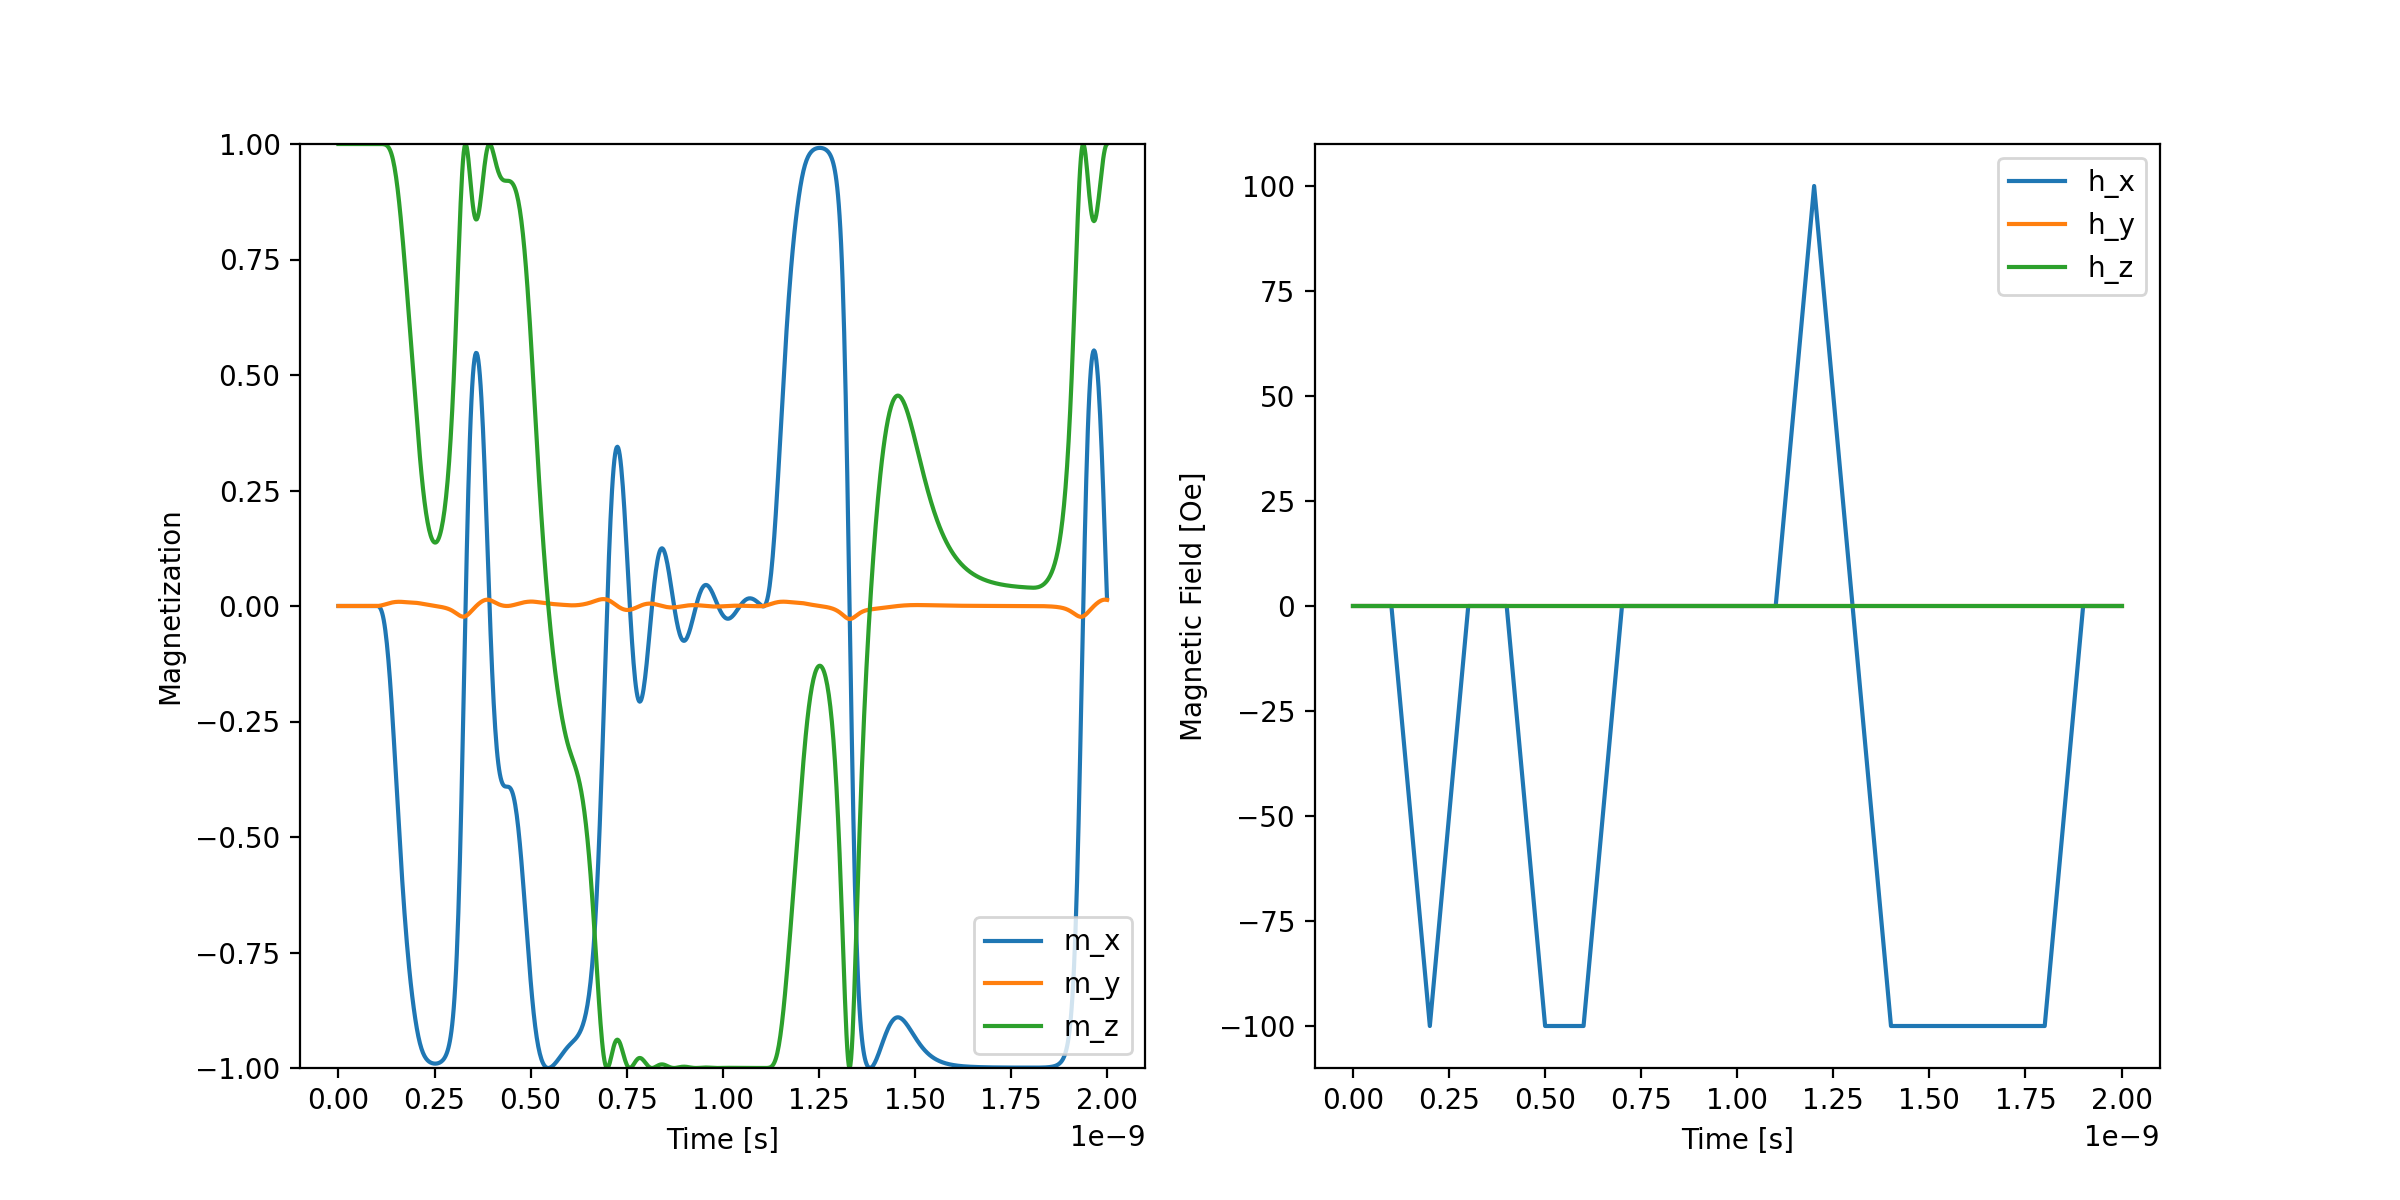 1.00
0.75
0.50
0.25
0.00
−0.25
−0.50
−0.75
−1.00
Magnetization
0.00 0.25 0.50 0.75 1.00 1.25 1.50 1.75 2.00
Time [s]
1e−9
m_x
m_y
m_z
100
75
50
25
0
−25
−50
−75
−100
Magnetic Field [Oe]
0.00 0.25 0.50 0.75 1.00 1.25 1.50 1.75 2.00
Time [s]
1e−9
h_x
h_y
h_z